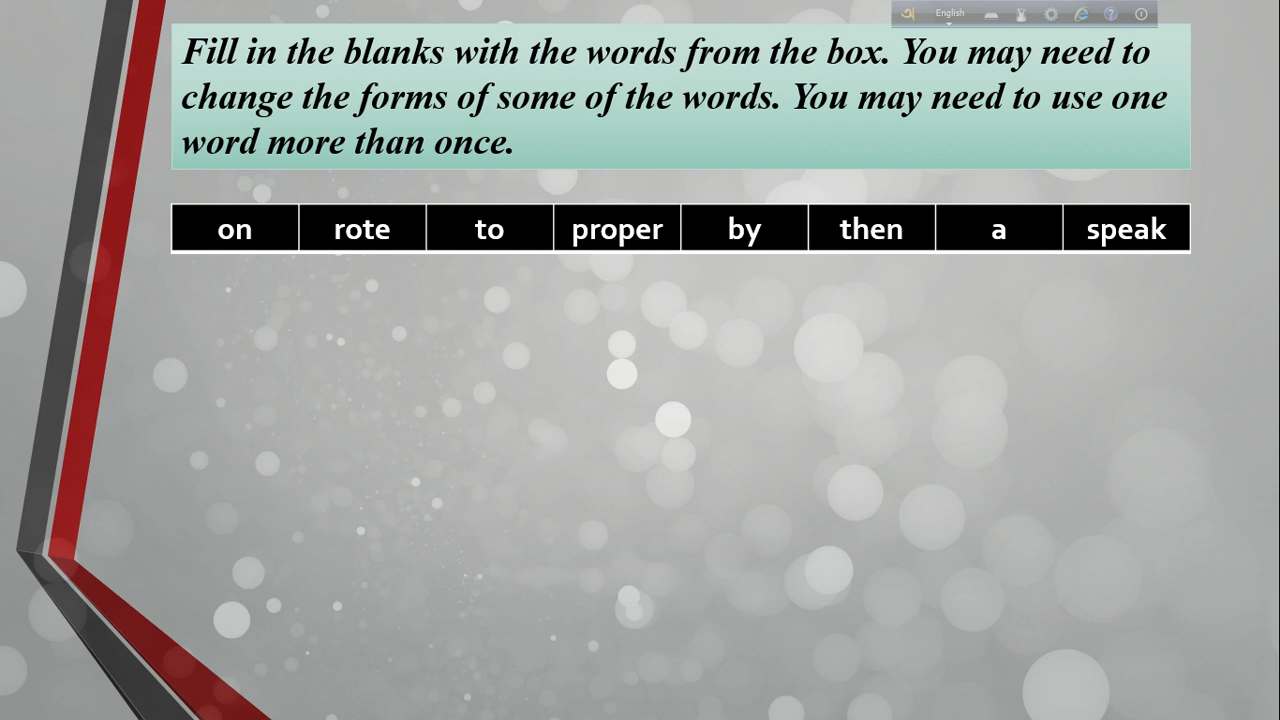 English
Fill in the blanks with the words from the box. You may need to
change the forms of some of the words. You may need to use one
word more than once.
on rote to proper by then a speak